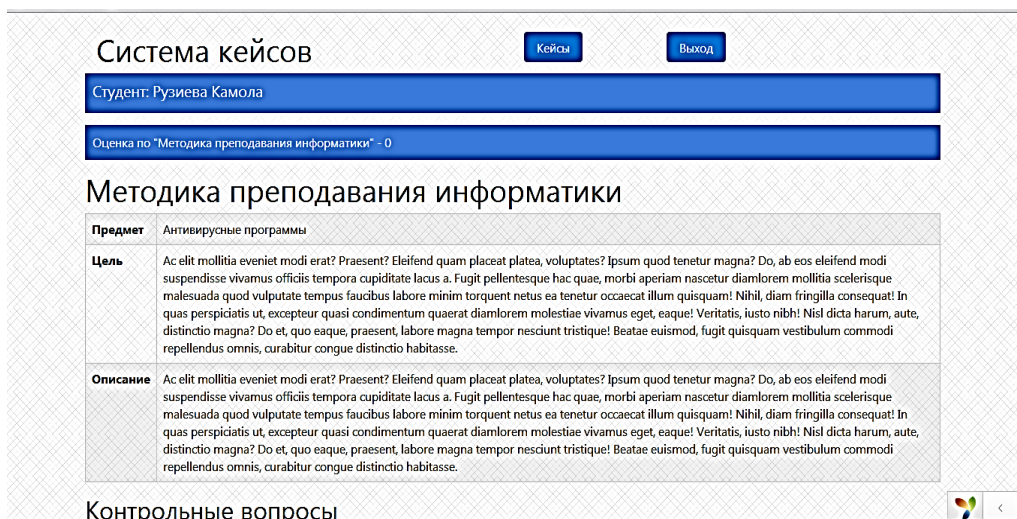 Система кейсов
Кейсы
Выход
Студент: Рузиева Камола
Оценка по "Методика преподавания информатики" - 0
Методика преподавания информатики
Предмет Антивирусные программы
Цель Ac elit mollitia eveniet modi erat? Praesent? Eleifend quam placeat platea, voluptates? Ipsum quod tenetur magna? Do, ab eos eleifend modi
suspendisse vivamus officiis tempora cupiditate lacus a. Fugit pellentesque hac quae, morbi aperiam nascetur diamlorem mollitia scelerisque
malesuada quod vulputate tempus faucibus labore minim torquent netus ea tenetur occaecat illum quisquam! Nihil, diam fringilla consequat! In
quas perspiciatis ut, excepteur quasi condimentum quaerat diamlorem molestiae vivamus eget, eaque! Veritatis, iusto nibh! Nisl dicta harum, aute,
distinctio magna? Do et, quo eaque, praesent, labore magna tempor nesciunt tristique! Beatae euismod, fugit quisquam vestibulum commodi
repellendus omnis, curabitur congue distinctio habitasse.
Описание Ac elit mollitia eveniet modi erat? Praesent? Eleifend quam placeat platea, voluptates? Ipsum quod tenetur magna? Do, ab eos eleifend modi
suspendisse vivamus officiis tempora cupiditate lacus a. Fugit pellentesque hac quae, morbi aperiam nascetur diamlorem mollitia scelerisque
malesuada quod vulputate tempus faucibus labore minim torquent netus ea tenetur occaecat illum quisquam! Nihil, diam fringilla consequat! In
quas perspiciatis ut, excepteur quasi condimentum quaerat diamlorem molestiae vivamus eget, eaque! Veritatis, iusto nibh! Nisl dicta harum, aute,
distinctio magna? Do et, quo eaque, praesent, labore magna tempor nesciunt tristique! Beatae euismod, fugit quisquam vestibulum commodi
repellendus omnis, curabitur congue distinctio habitasse.
Контрольные вопросы